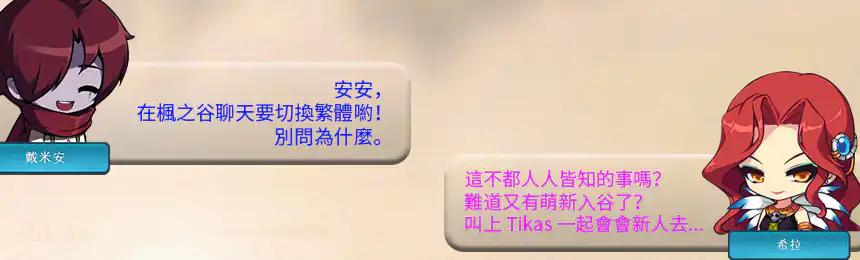 安安，
在楓之谷聊天要切換繁體喲！
別問為什麼。
戴米安
這不都人人皆知的事嗎？
難道又有萌新入谷了？
叫上 Tikas 一起會會新人去...
希拉